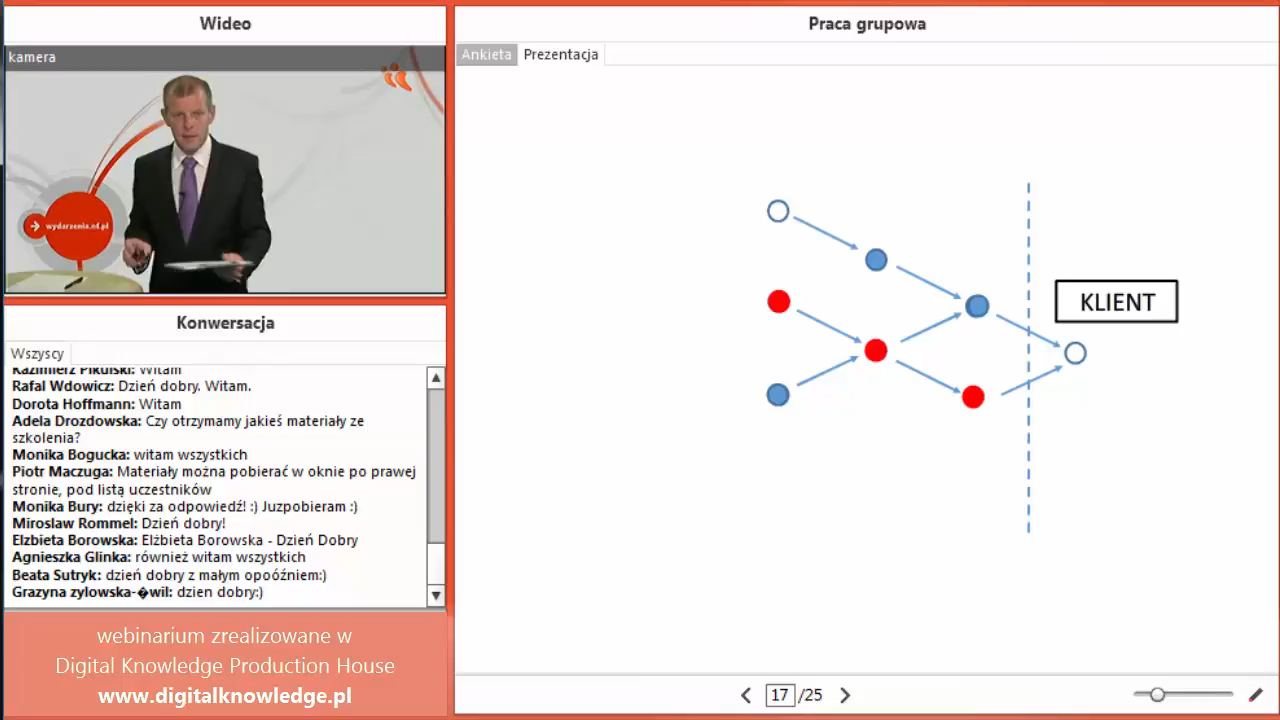 Wideo
kamera
wydarzenia.nf.pl
Konwersacja
Wszyscy
Kazimierz Pikulski: Witam
Rafal Wdowicz: Dzień dobry. Witam.
Dorota Hoffmann: Witam
Adela Drozdowska: Czy otrzymamy jakieś materiały ze
szkolenia?
Monika Bogucka: witam wszystkich
Piotr Maczuga: Materiały można pobierać w oknie po prawej
stronie, pod listą uczestników
Monika Bury: dzięki za odpowiedź! :) Juzpobieram :)
Miroslaw Rommel: Dzień dobry!
Elzbieta Borowska: Elżbieta Borowska - Dzień Dobry
Agnieszka Glinka: również witam wszystkich
Beata Sutryk: dzień dobry z małym opoóźniem:)
Grazyna zylowska-�wil: dzien dobry:)
webinarium zrealizowane w
Digital Knowledge Production House
www.digitalknowledge.pl
Praca grupowa
Ankieta Prezentacja
KLIENT
17 /25